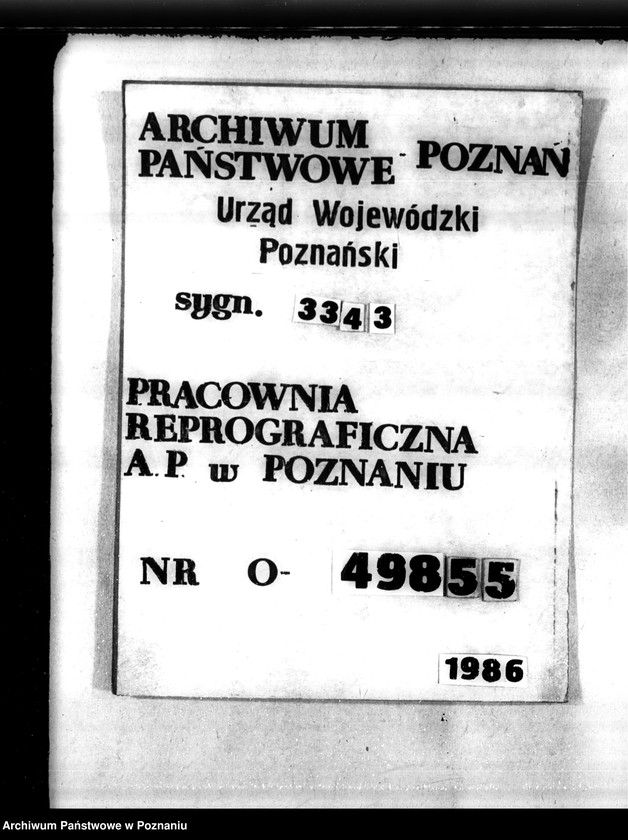 ARCHIWUM
PAŃSTWOWE - POZNAŃ
Urząd Wojewódzki
Poznański
sygn. 3343
PRACOWNIA
REPROGRAFICZNA
A.P. w POZNANIU
NR O- 49855
1986
Archiwum Państwowe w Poznaniu